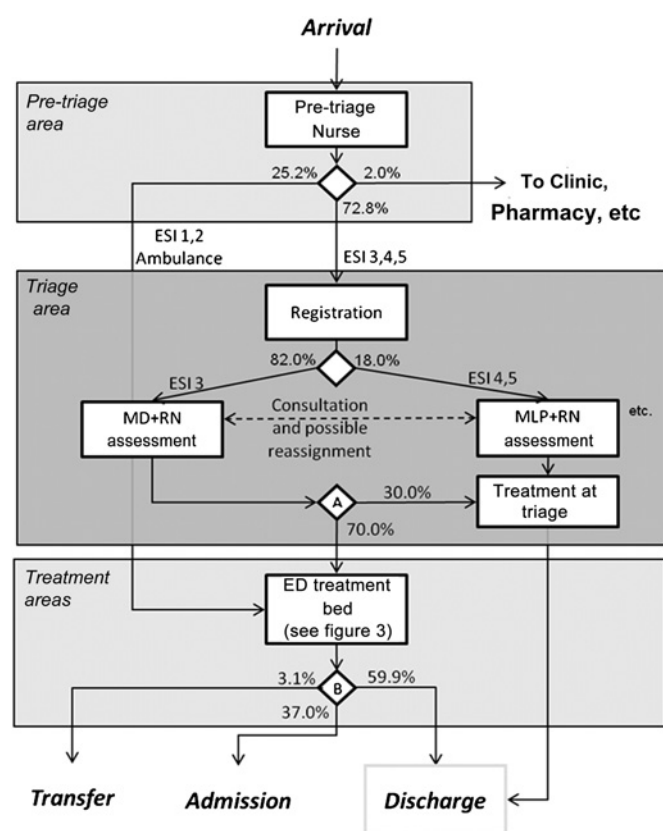 Arrival
Pre-triage
area
Pre-triage
Nurse
25.2%
2.0%
To Clinic,
Pharmacy, etc
72.8%
ESI 1,2
Ambulance
ESI 3,4,5
Triage
area
Registration
82.0%
18.0%
ESI 3
ESI 4,5
MD+RN
assessment
Consultation
and possible
reassignment
MLP+RN
assessment
etc.
A
30.0%
Treatment at
triage
70.0%
Treatment
areas
ED treatment
bed
(see figure 3)
3.1%
B
59.9%
37.0%
Transfer
Admission
Discharge